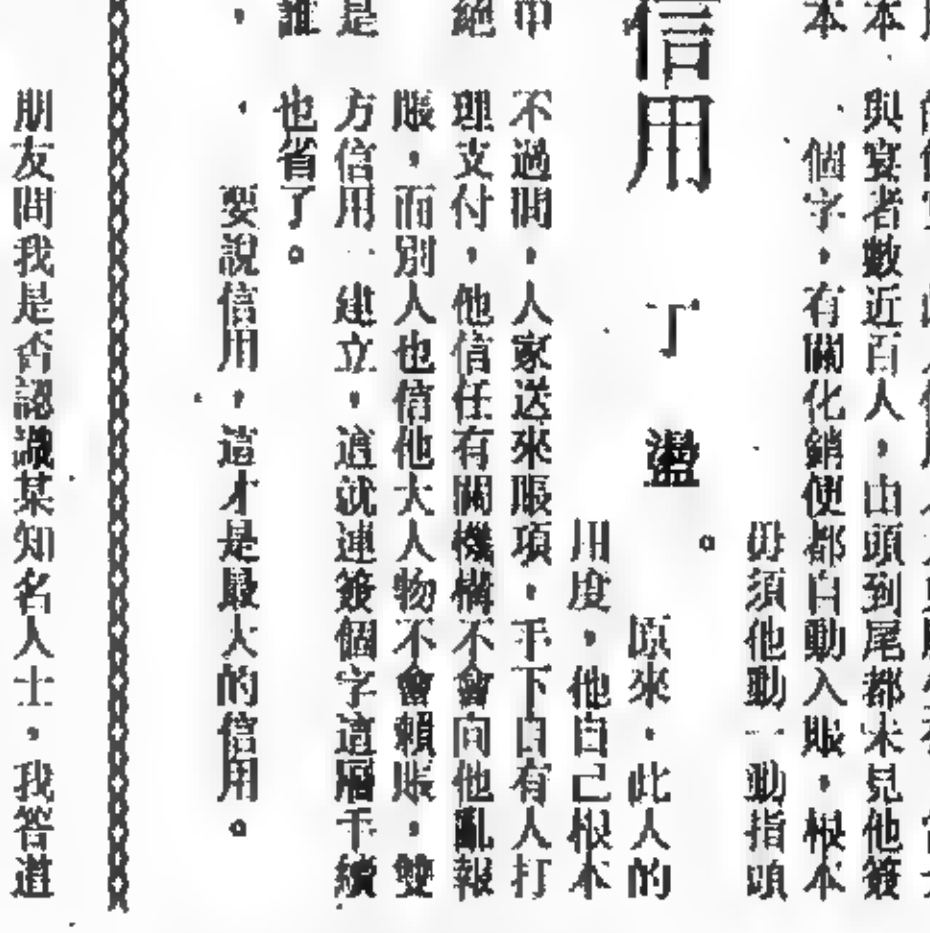 與宴者數近百人，由頭到尾都未見他簽
個字，有關化銷便都自動入賬，根本
毋須他動一動指頭
。
信用
丁
原來，此人的
用度，他自己根本
不過問，人家送來賬項，手下自有人打
理支付，他信任有關機構不會向他亂報
賬，而別人也信他大人物不會賴賬，雙
方信用一建立，這就連簽個字這層手續
也省了。
要說信用，這才是最大的信用。
朋友問我是否認識某知名人士，我答道